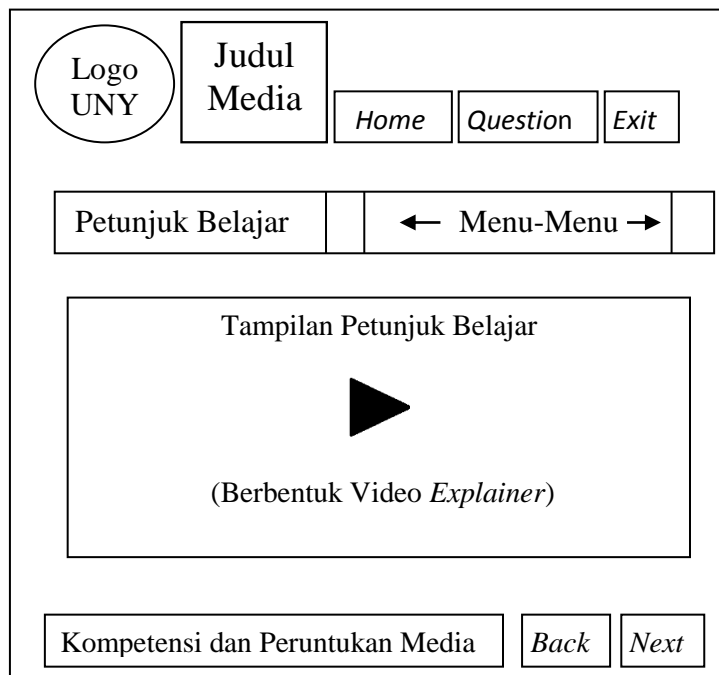 Logo
UNY
Judul
Media
Home
Question
Exit
Petunjuk Belajar
Menu-Menu
Tampilan Petunjuk Belajar
(Berbentuk Video Explainer)
Kompetensi dan Peruntukan Media
Back
Next